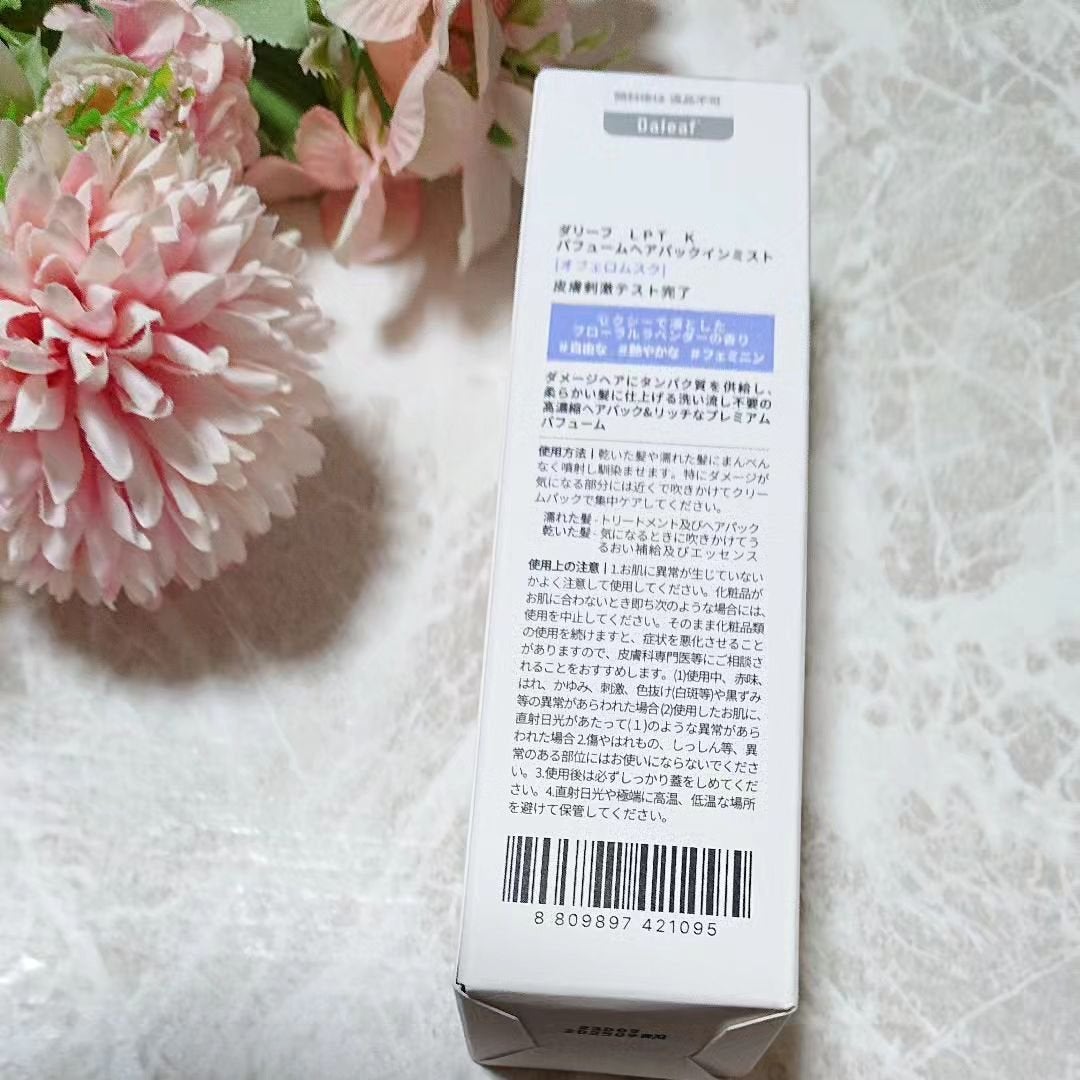 開封後は 返品不可
Daleaf
ダリーフ LPT K
パフュームヘアパックインミスト
[オフェロムスク]
皮膚刺激テスト完了
フローラルラベンダーの香り
#自由な #艶やかな #フェミニン
ダメージヘアにタンパク質を供給し、
柔らかい髪に仕上げる洗い流し不要の
高濃縮ヘアパック&リッチなプレミアム
パフューム
使用方法 | 乾いた髪や濡れた髪にまんべん
なく噴射し馴染ませます。特にダメージが
気になる部分には近くで吹きかけてクリー
ムパックで集中ケアしてください。
濡れた髪 - トリートメント及びヘアパック
乾いた髪 - 気になるときに吹きかけてう
るおい補給及びエッセンス
使用上の注意 | 1.お肌に異常が生じていない
かよく注意して使用してください。化粧品が
お肌に合わないとき即ち次のような場合には、
使用を中止してください。そのまま化粧品類
の使用を続けますと、症状を悪化させること
がありますので、皮膚科専門医等にご相談さ
れることをおすすめします。(1)使用中、赤味、
はれ、かゆみ、刺激、色抜け(白斑等)や黒ずみ
等の異常があらわれた場合(2)使用したお肌に、
直射日光があたって(1)のような異常があら
われた場合 2.傷やはれもの、しっしん等、異
常のある部位にはお使いにならないでくださ
い。3.使用後は必ずしっかり蓋をしめてくだ
さい。4.直射日光や極端に高温、低温な場所
を避けて保管してください。
8 809897 421095